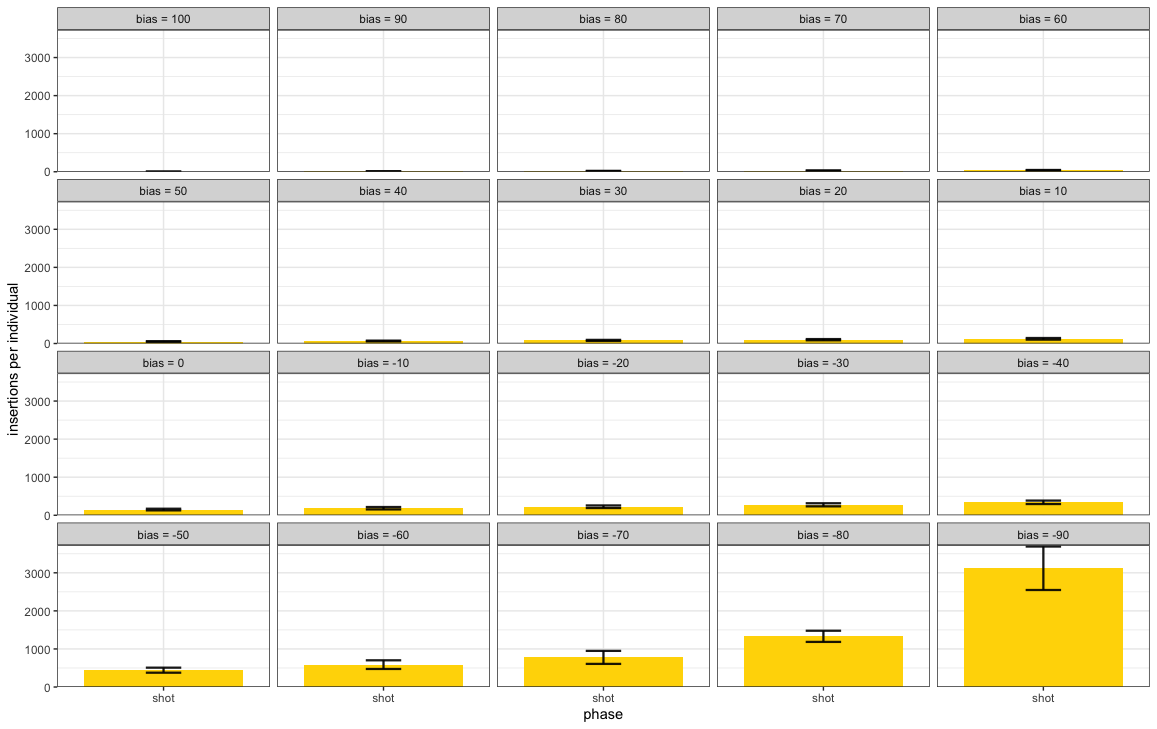 bias = 100 bias = 90 bias = 80 bias = 70 bias = 60
3000
2000
1000
0
bias = 50 bias = 40 bias = 30 bias = 20 bias = 10
3000
2000
1000
0
bias = 0 bias = -10 bias = -20 bias = -30 bias = -40
3000
2000
1000
0
bias = -50 bias = -60 bias = -70 bias = -80 bias = -90
3000
2000
1000
0
shot shot shot shot shot
phase
insertions per individual